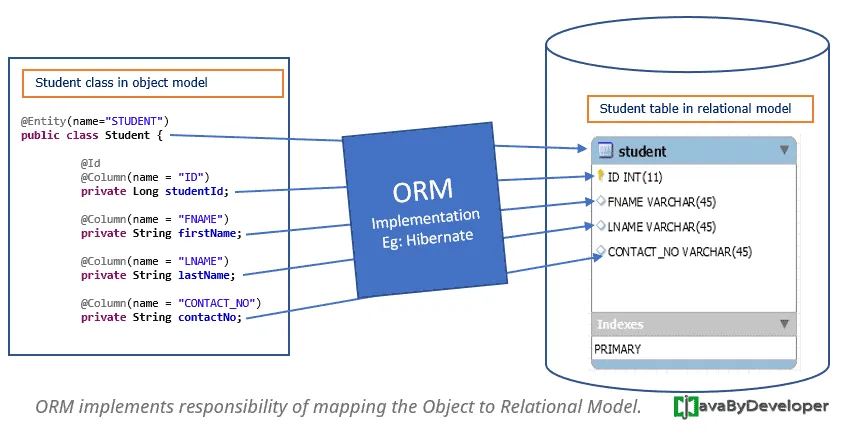 Student class in object model
@Entity(name="STUDENT")
public class Student {
@Id
@Column(name = "ID")
private Long studentId;
@Column(name = "FNAME")
private String firstName;
@Column(name = "LNAME")
private String lastName;
@Column(name = "CONTACT_NO")
private String contactNo;
ORM
Implementation
Eg: Hibernate
Student table in relational model
student
ID INT(11)
FNAME VARCHAR(45)
LNAME VARCHAR(45)
CONTACT_NO VARCHAR(45)
Indexes
PRIMARY
ORM implements responsibility of mapping the Object to Relational Model.
JavaByDeveloper